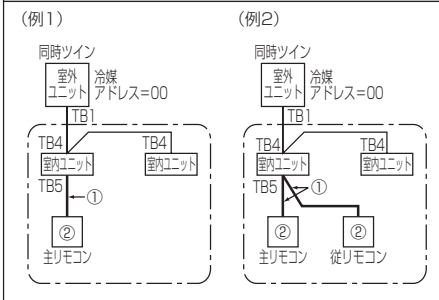 (例1)
同時ツイン
室外
ユニット
冷媒
アドレス=00
TB1
TB4
TB4
室内ユニット
室内ユニット
TB5
①
②
主リモコン
(例2)
同時ツイン
室外
ユニット
冷媒
アドレス=00
TB1
TB4
TB4
室内ユニット
室内ユニット
TB5
①
②
②
主リモコン
従リモコン